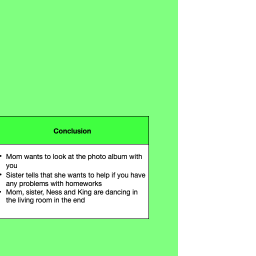 Conclusion
• Mom wants to look at the photo album with
you
• Sister tells that she wants to help if you have
any problems with homeworks
• Mom, sister, Ness and King are dancing in
the living room in the end